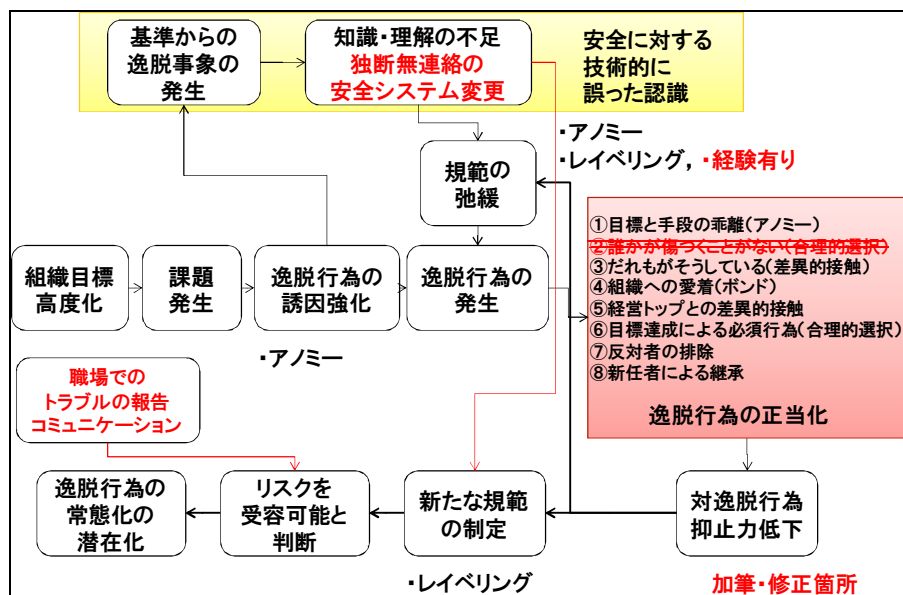 基準からの
逸脱事象の
発生
知識・理解の不足
独断無連絡の
安全システム変更
安全に対する
技術的に
誤った認識
・アノミー
・レイベリング，・経験有り
規範の
弛緩
組織目標
高度化
課題
発生
逸脱行為の
誘因強化
逸脱行為の
発生
・アノミー
①目標と手段の乖離(アノミー)
②誰かが傷つくことがない(合理的選択)
③だれもがそうしている(差異的接触)
④組織への愛着(ボンド)
⑤経営トップとの差異的接触
⑥目標達成による必須行為(合理的選択)
⑦反対者の排除
⑧新任者による継承
逸脱行為の正当化
職場での
トラブルの報告
コミュニケーション
逸脱行為の
常態化の
潜在化
リスクを
受容可能と
判断
新たな規範
の制定
対逸脱行為
抑止力低下
・レイベリング
加筆・修正箇所